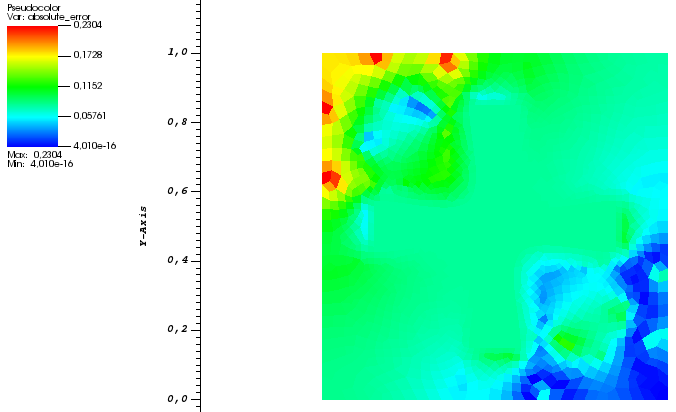 Pseudocolor
Var: absolute_error
0,2304
0,1728
0,1152
0,05761
4,010e-16
Max: 0,2304
Min: 4,010e-16
1,0
0,8
0,6
0,4
0,2
0,0
Y-Axis